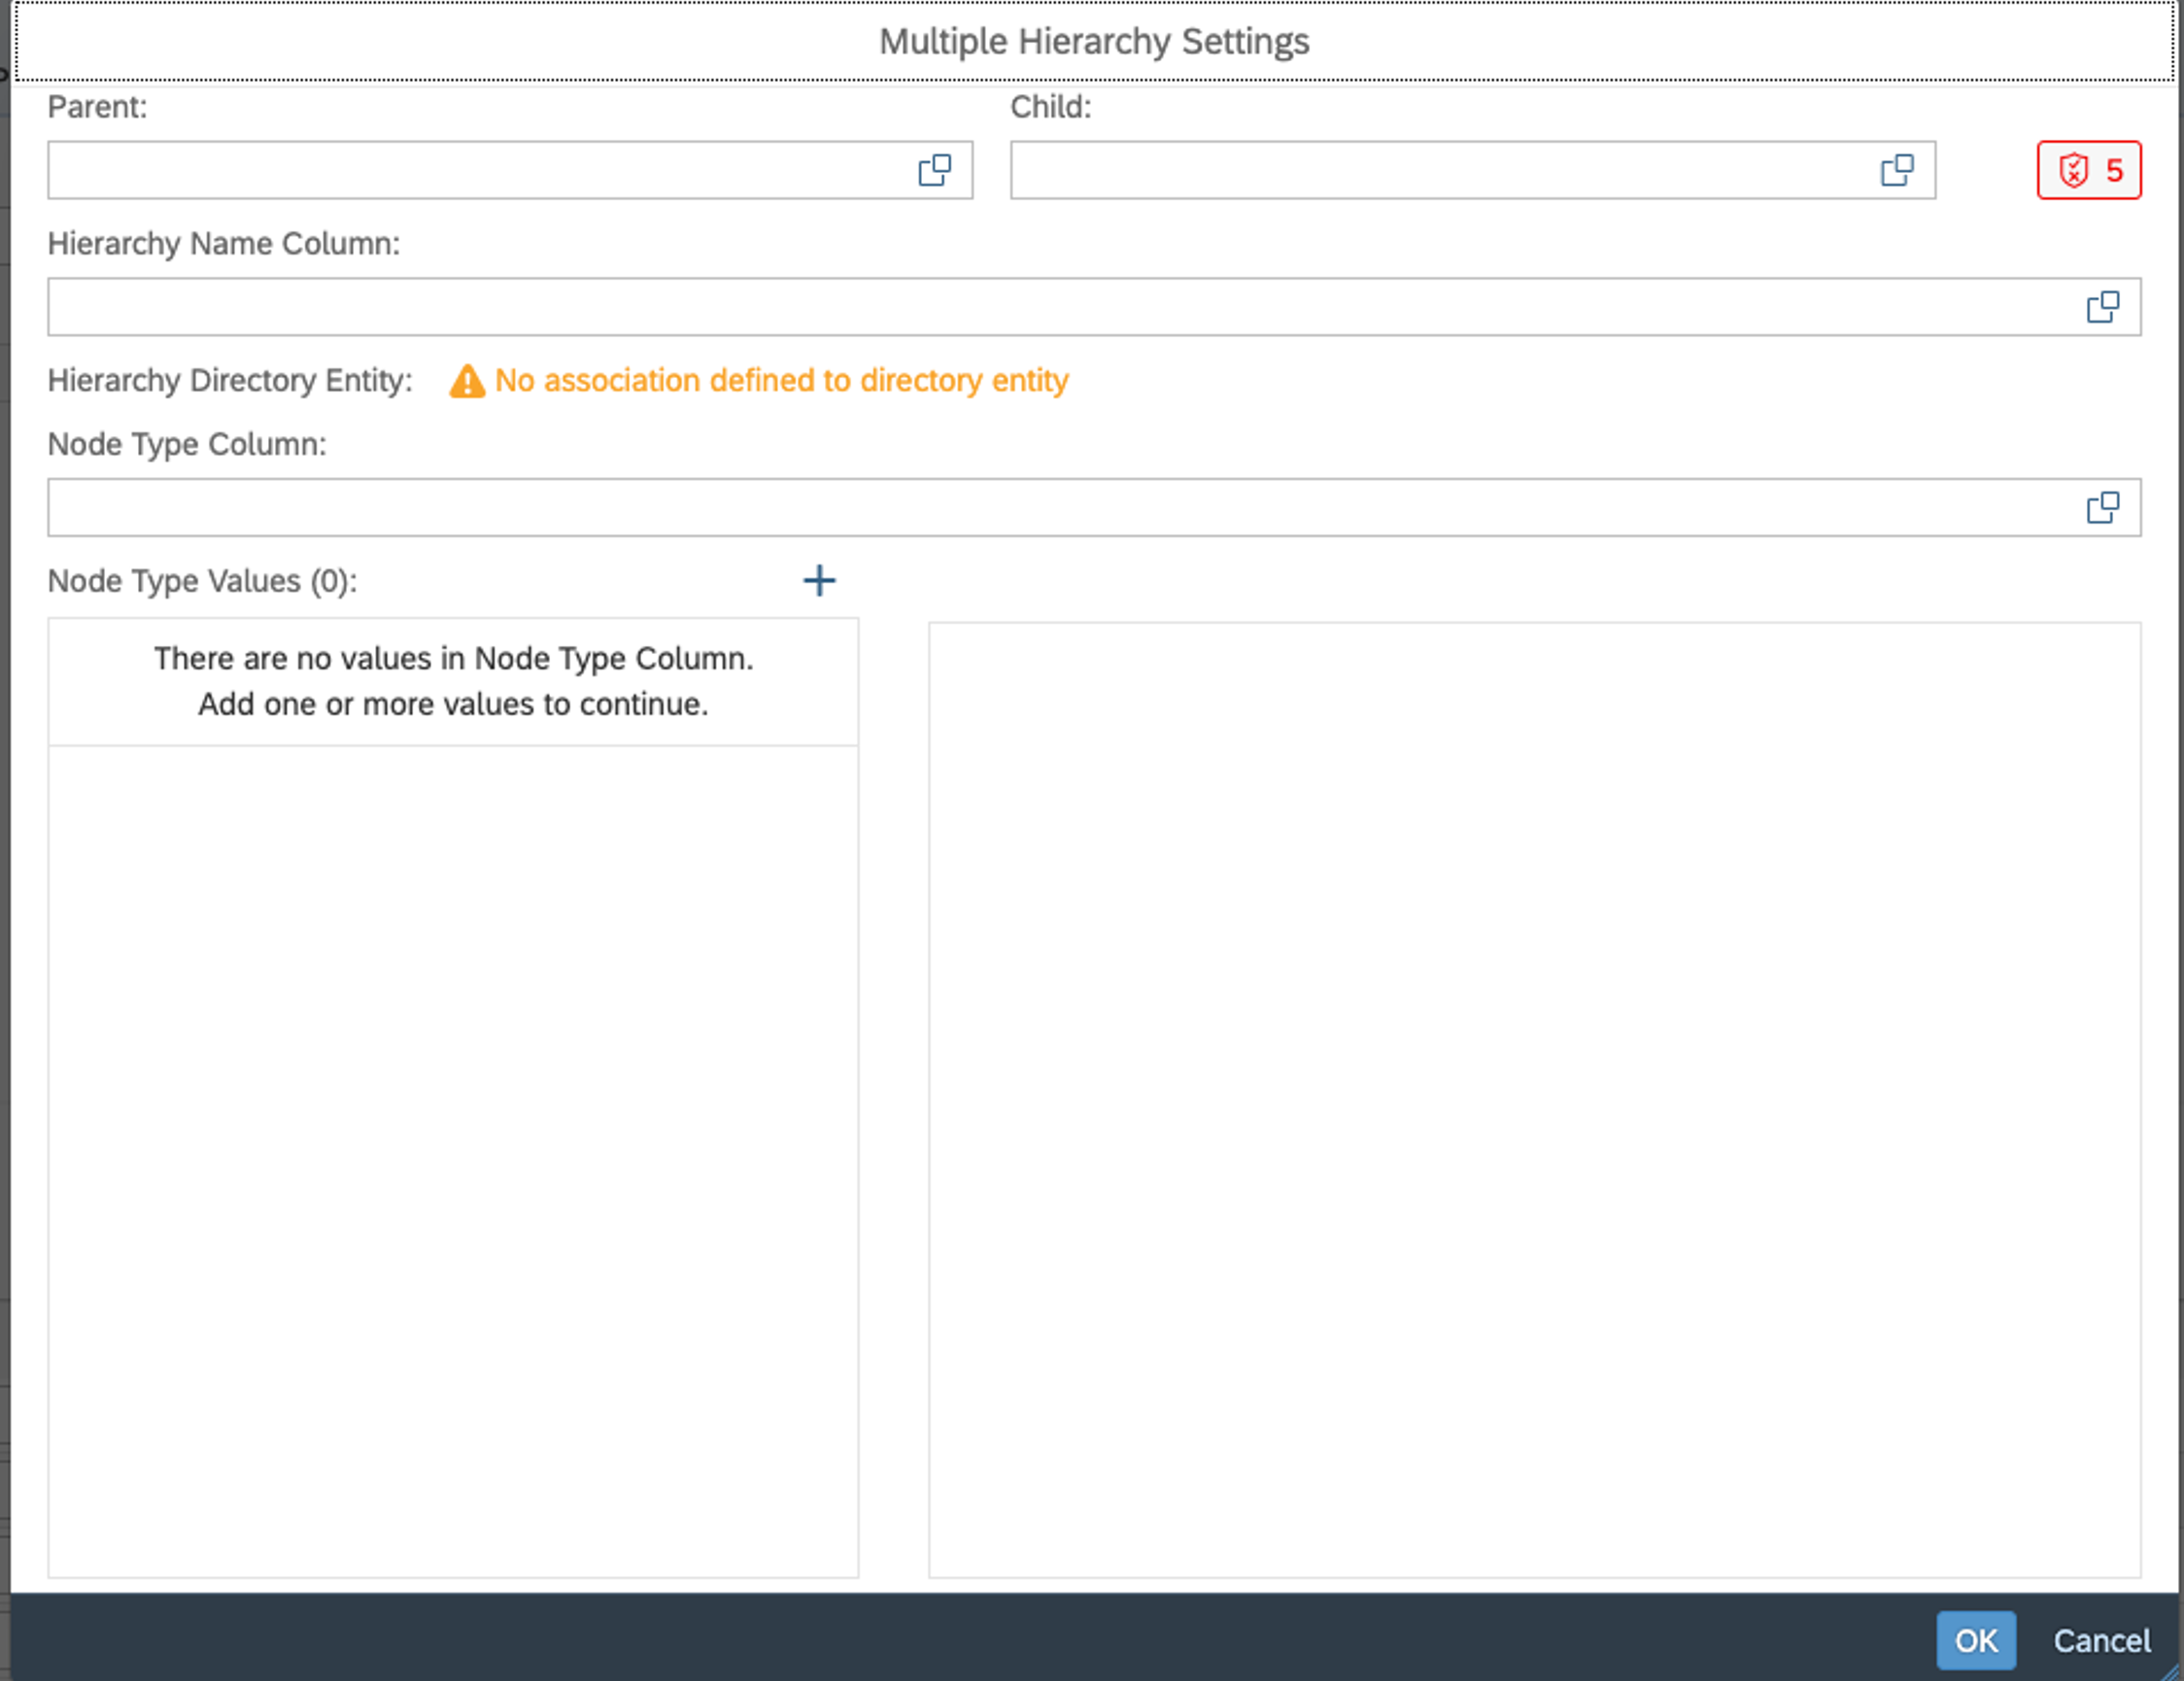 Multiple Hierarchy Settings
Parent:
Child:
5
Hierarchy Name Column:
Hierarchy Directory Entity: No association defined to directory entity
Node Type Column:
Node Type Values (0):
There are no values in Node Type Column.
Add one or more values to continue.
OK Cancel